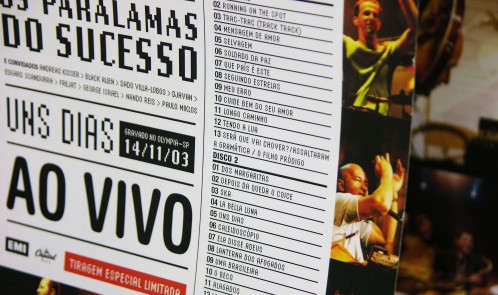 OS PARALAMAS
DO SUCESSO
E CONVIDADOS ANDREAS KISSER > BLACK ALIEN > DADO VILLA-LOBOS > DJAVAN >
EDGARD SCANDURRA > FREJAT > GEORGE ISRAEL > NANDO REIS > PAULO MIKLOS
UNS DIAS
GRAVADO NO OLYMPIA-SP
14/11/03
AO VIVO
EMI
Capitol
TIRAGEM ESPECIAL LIMITADA
02 RUNNING ON THE SPOT
03 TRAC-TRAC (TRACK TRACK)
04 MENSAGEM DE AMOR
05 SELVAGEM
06 SOLDADO DA PAZ
07 QUE PAÍS É ESTE
08 SEGUINDO ESTRELAS
09 MEU ERRO
10 CUIDE BEM DO SEU AMOR
11 LONGO CAMINHO
12 TENDO A LUA
13 SERÁ QUE VAI CHOVER?/ASSALTARAM
A GRAMÁTICA / O FILHO PRÓDIGO
DISCO 2
01 DOS MARGARITAS
02 DEPOIS DA QUEDA O COICE
03 SKA
04 LA BELLA LUNA
05 UNS DIAS
06 CALEIDOSCÓPIO
07 ELA DISSE ADEUS
08 LANTERNA DOS AFOGADOS
09 UMA BRASILEIRA
10 O BECO
11 ALAGADOS